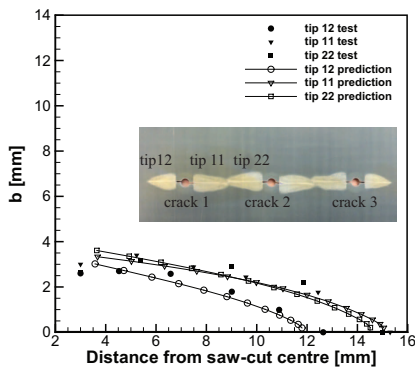 14
12
10
8
6
4
2
0
b [mm]
tip 12 test
tip 11 test
tip 22 test
tip 12 prediction
tip 11 prediction
tip 22 prediction
tip12 tip 11 tip 22
crack 1 crack 2 crack 3
2 4 6 8 10 12 14 16
Distance from saw-cut centre [mm]